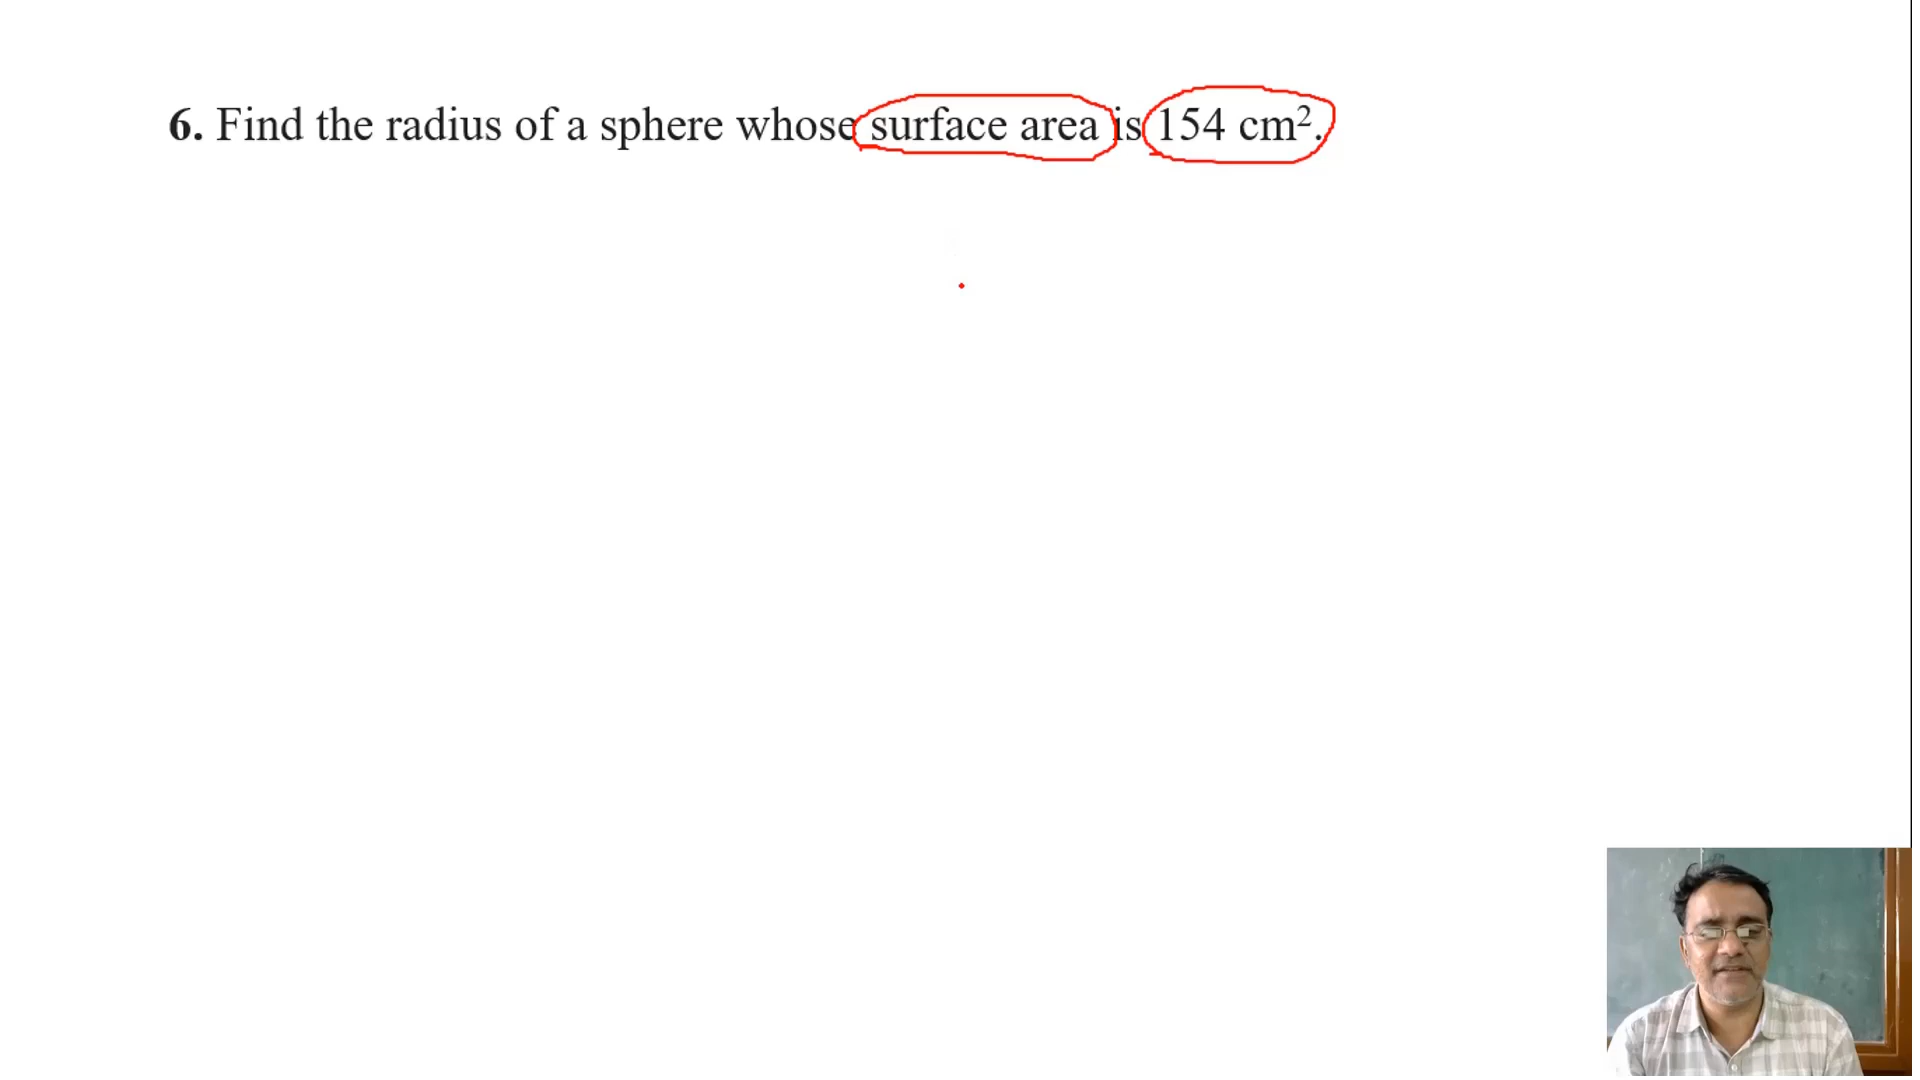 6. Find the radius of a sphere whose surface area is 154 cm².